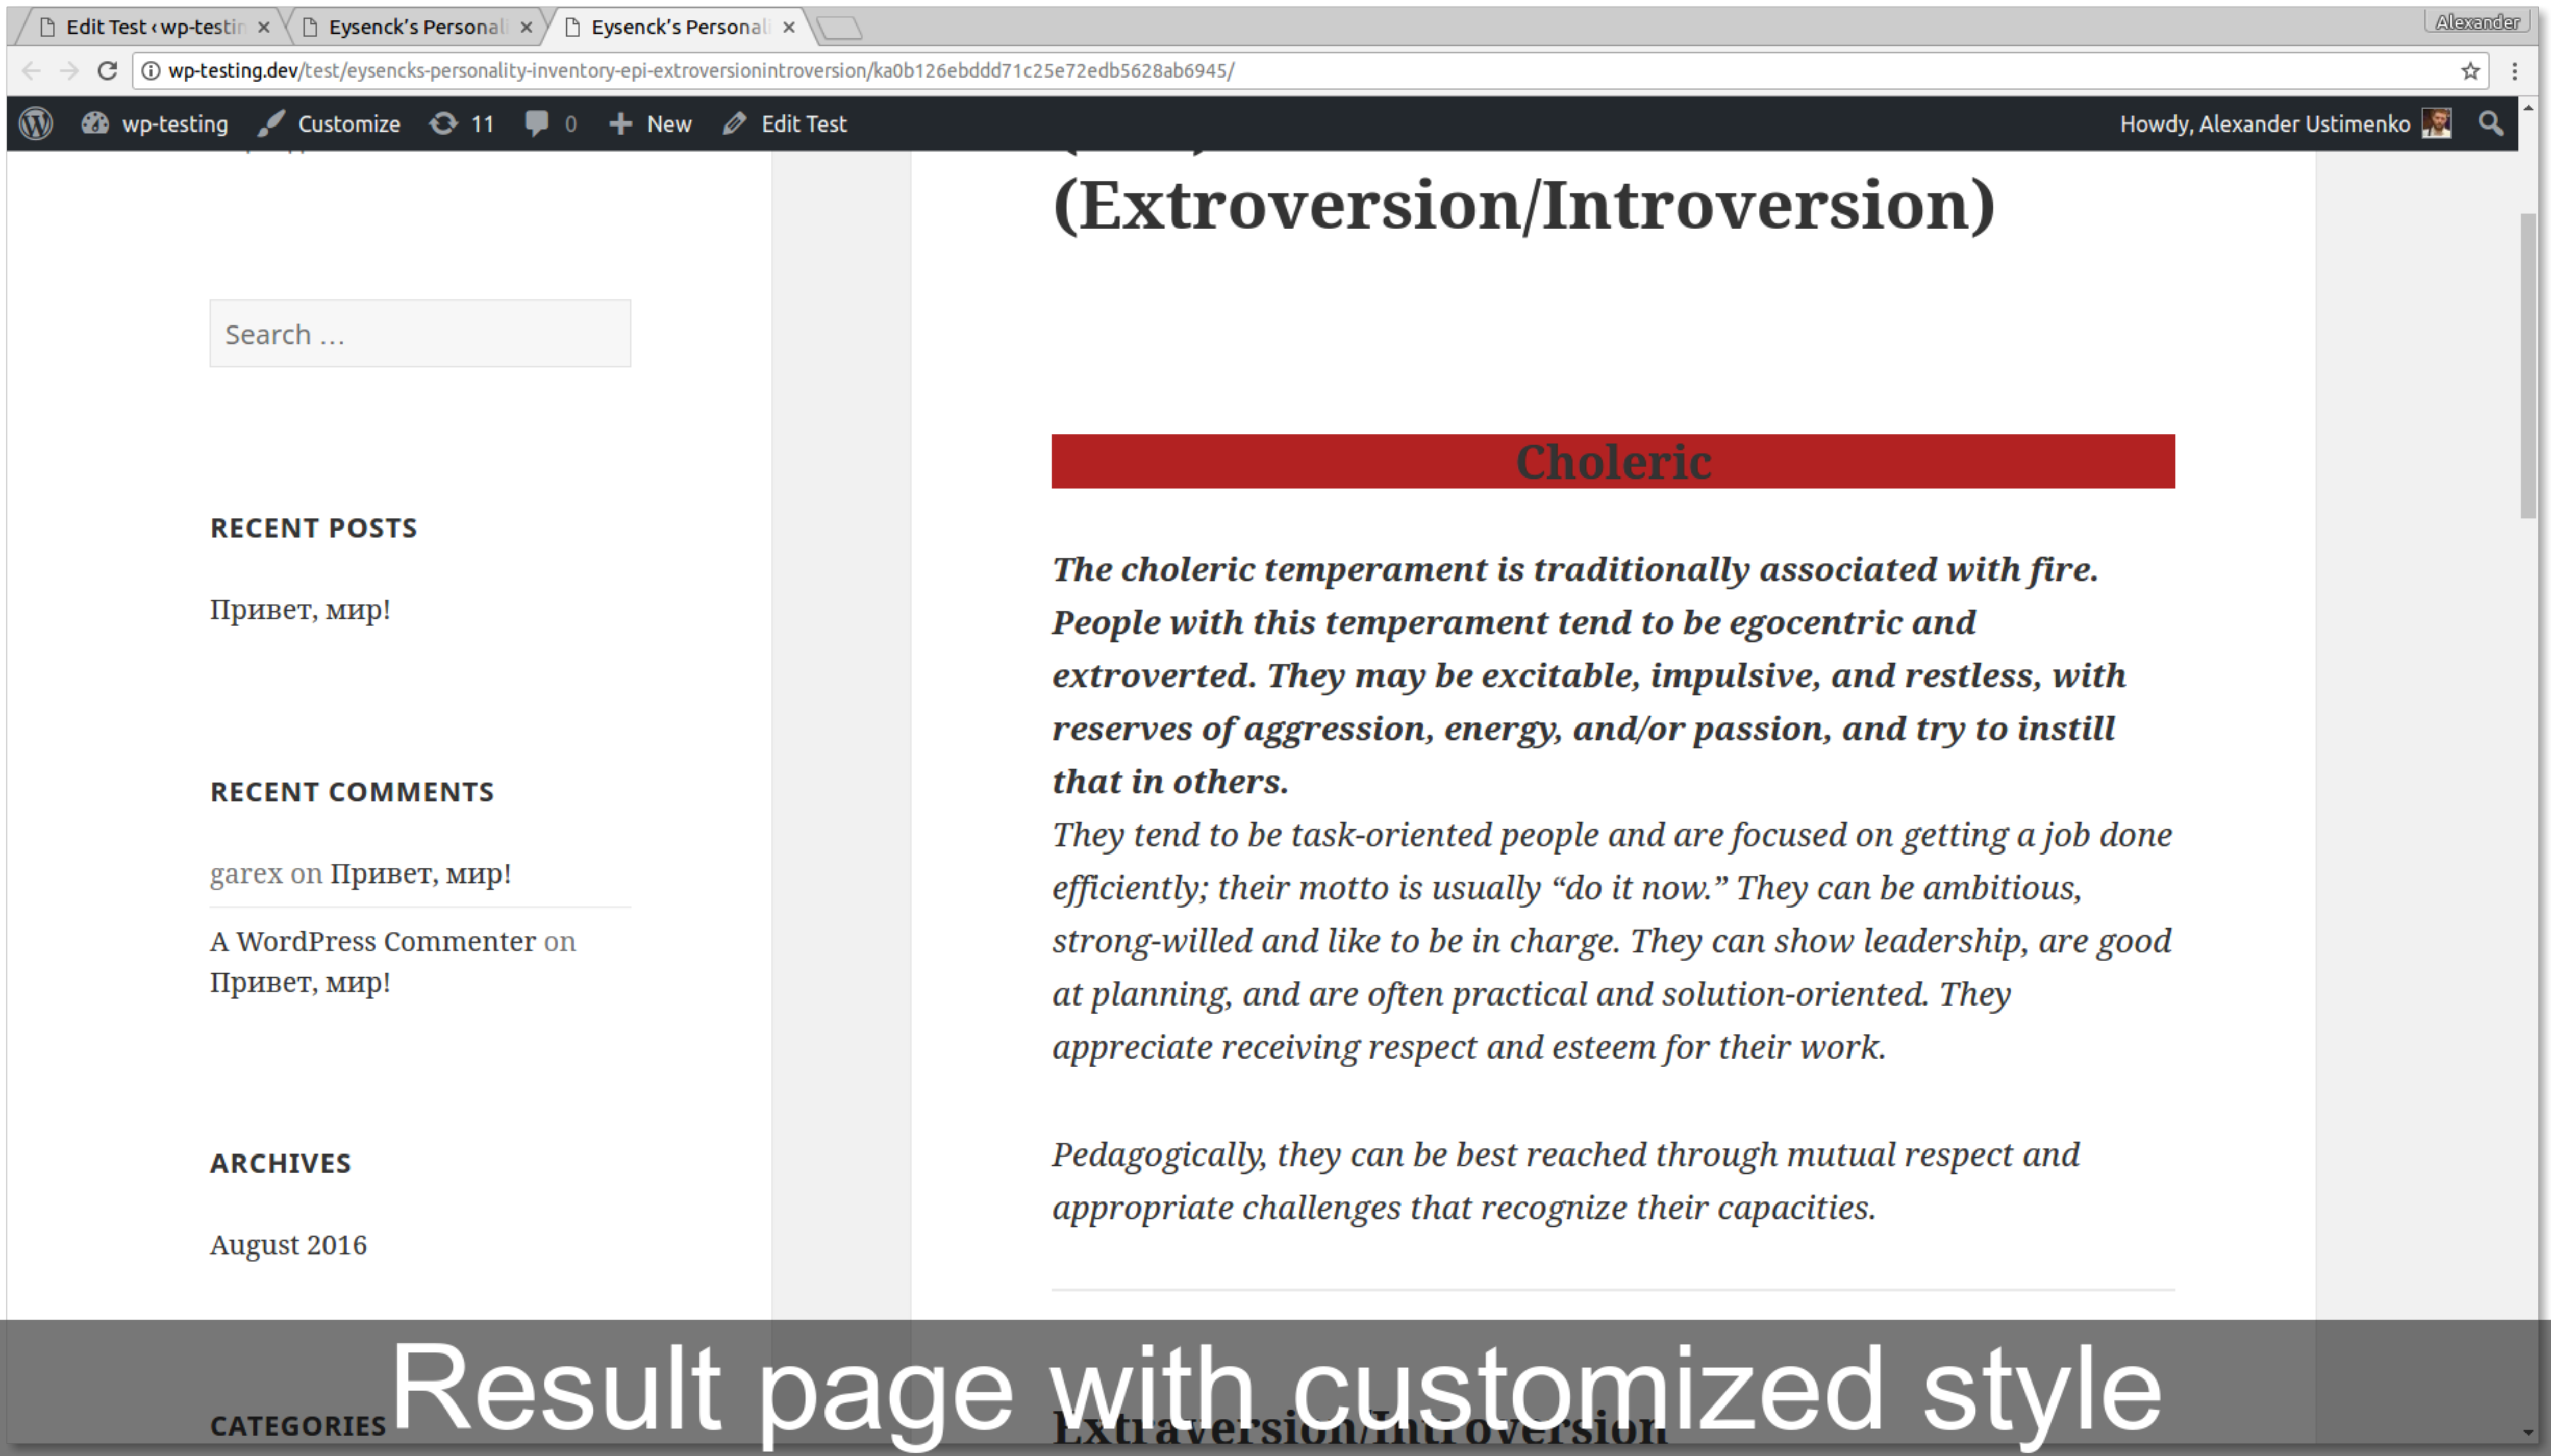 Edit Test ‹ wp-testin
Eysenck's Personali
Eysenck's Personali
Alexander
wp-testing.dev/test/eysencks-personality-inventory-epi-extroversionintroversion/ka0b126ebddd71c25e72edb5628ab6945/
wp-testing
Customize
11
0
New
Edit Test
Howdy, Alexander Ustimenko
Search …
RECENT POSTS
Привет, мир!
RECENT COMMENTS
garex on Привет, мир!
A WordPress Commenter on
Привет, мир!
ARCHIVES
August 2016
CATEGORIES
(Extroversion/Introversion)
Choleric
The choleric temperament is traditionally associated with fire.
People with this temperament tend to be egocentric and
extroverted. They may be excitable, impulsive, and restless, with
reserves of aggression, energy, and/or passion, and try to instill
that in others.
They tend to be task-oriented people and are focused on getting a job done
efficiently; their motto is usually “do it now.” They can be ambitious,
strong-willed and like to be in charge. They can show leadership, are good
at planning, and are often practical and solution-oriented. They
appreciate receiving respect and esteem for their work.
Pedagogically, they can be best reached through mutual respect and
appropriate challenges that recognize their capacities.
Extraversion/Introversion
Result page with customized style